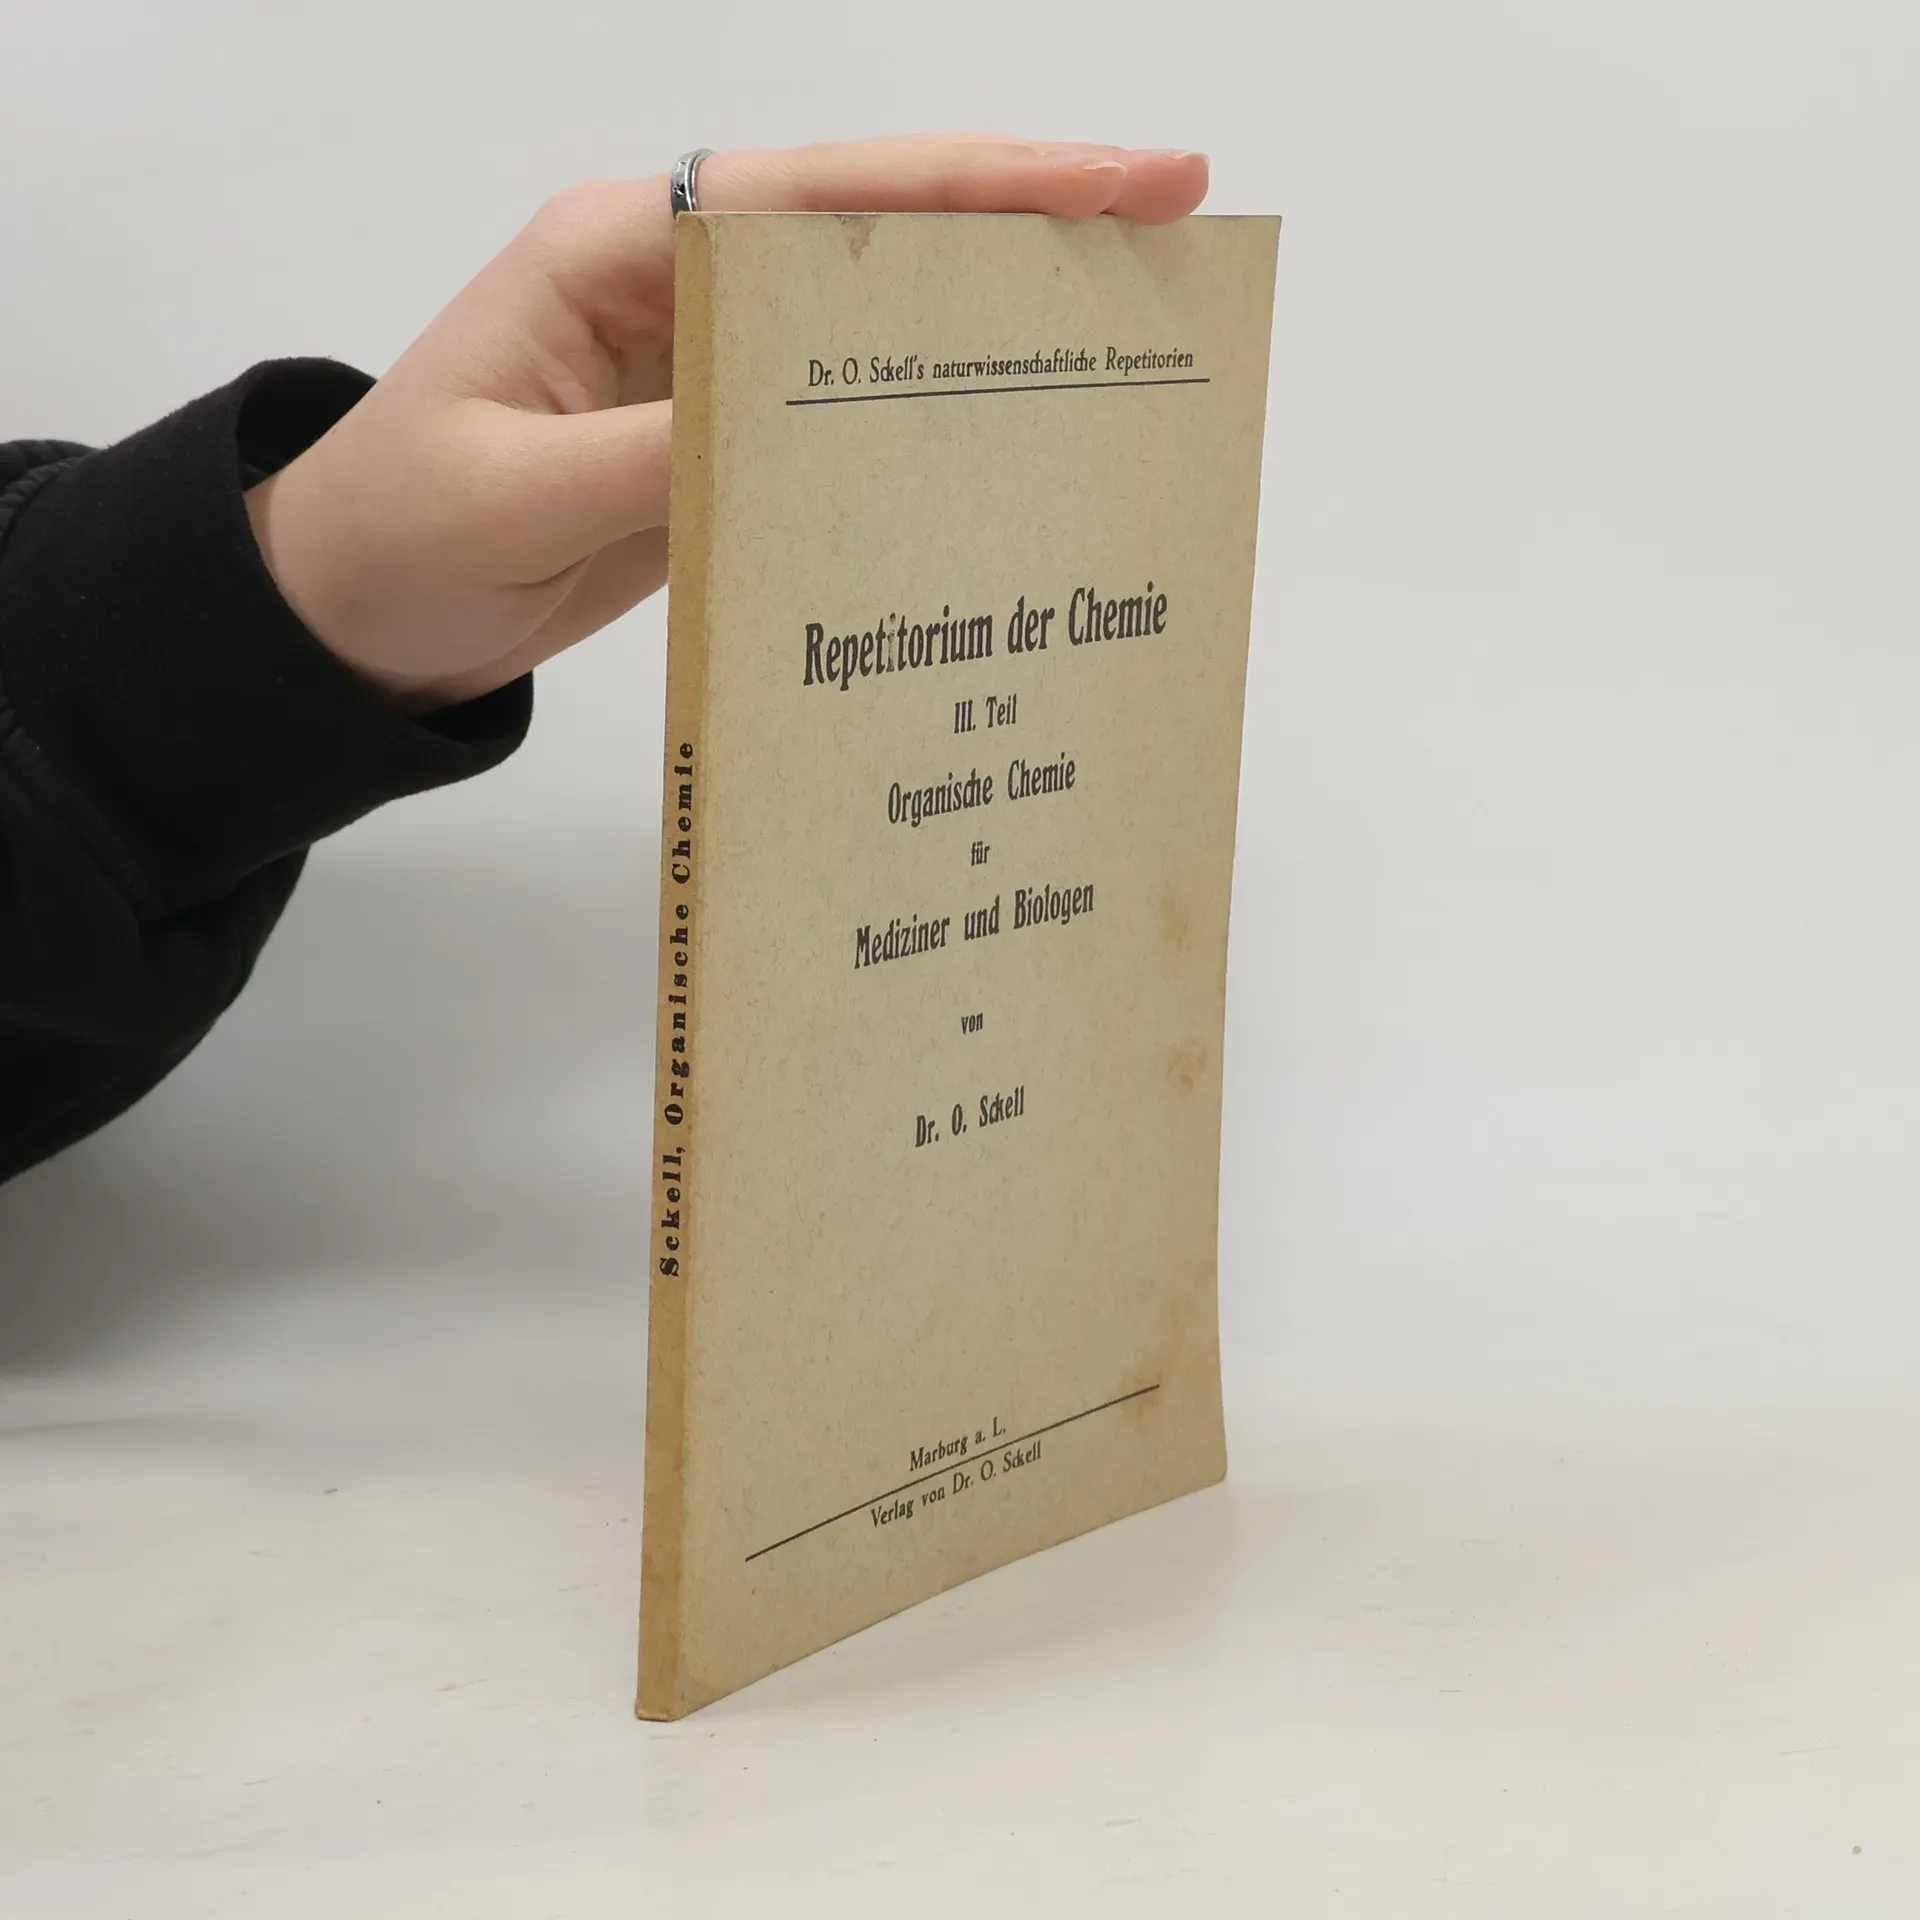 Dr. O. Sckell's naturwissenschaftliche Repetitorien
Repetitorium der Chemie
III. Teil
Organische Chemie
für
Mediziner und Biologen
von
Dr. O. Sckell
Marburg a. L.
Verlag von Dr. O. Sckell
Sckell, Organische Chemie